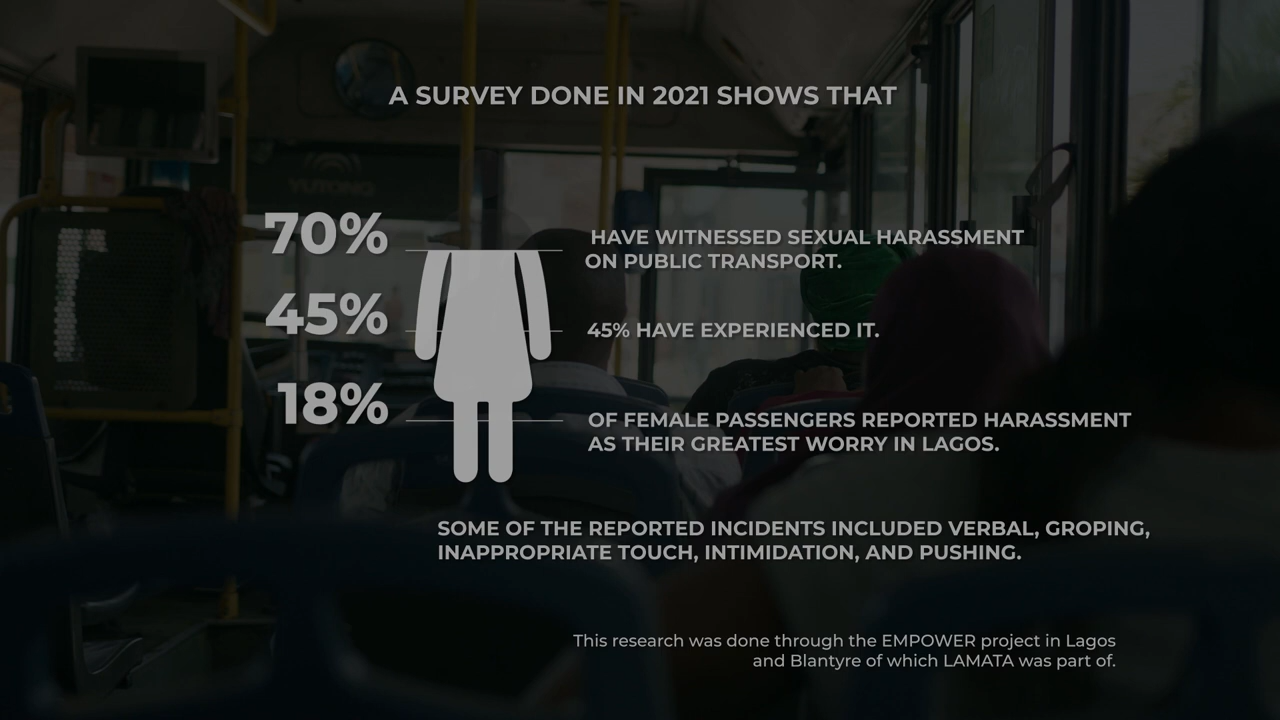 A SURVEY DONE IN 2021 SHOWS THAT
YUTONG
70%
HAVE WITNESSED SEXUAL HARASSMENT
ON PUBLIC TRANSPORT.
45%
45% HAVE EXPERIENCED IT.
18%
OF FEMALE PASSENGERS REPORTED HARASSMENT
AS THEIR GREATEST WORRY IN LAGOS.
SOME OF THE REPORTED INCIDENTS INCLUDED VERBAL, GROPING,
INAPPROPRIATE TOUCH, INTIMIDATION, AND PUSHING.
This research was done through the EMPOWER project in Lagos
and Blantyre of which LAMATA was part of.